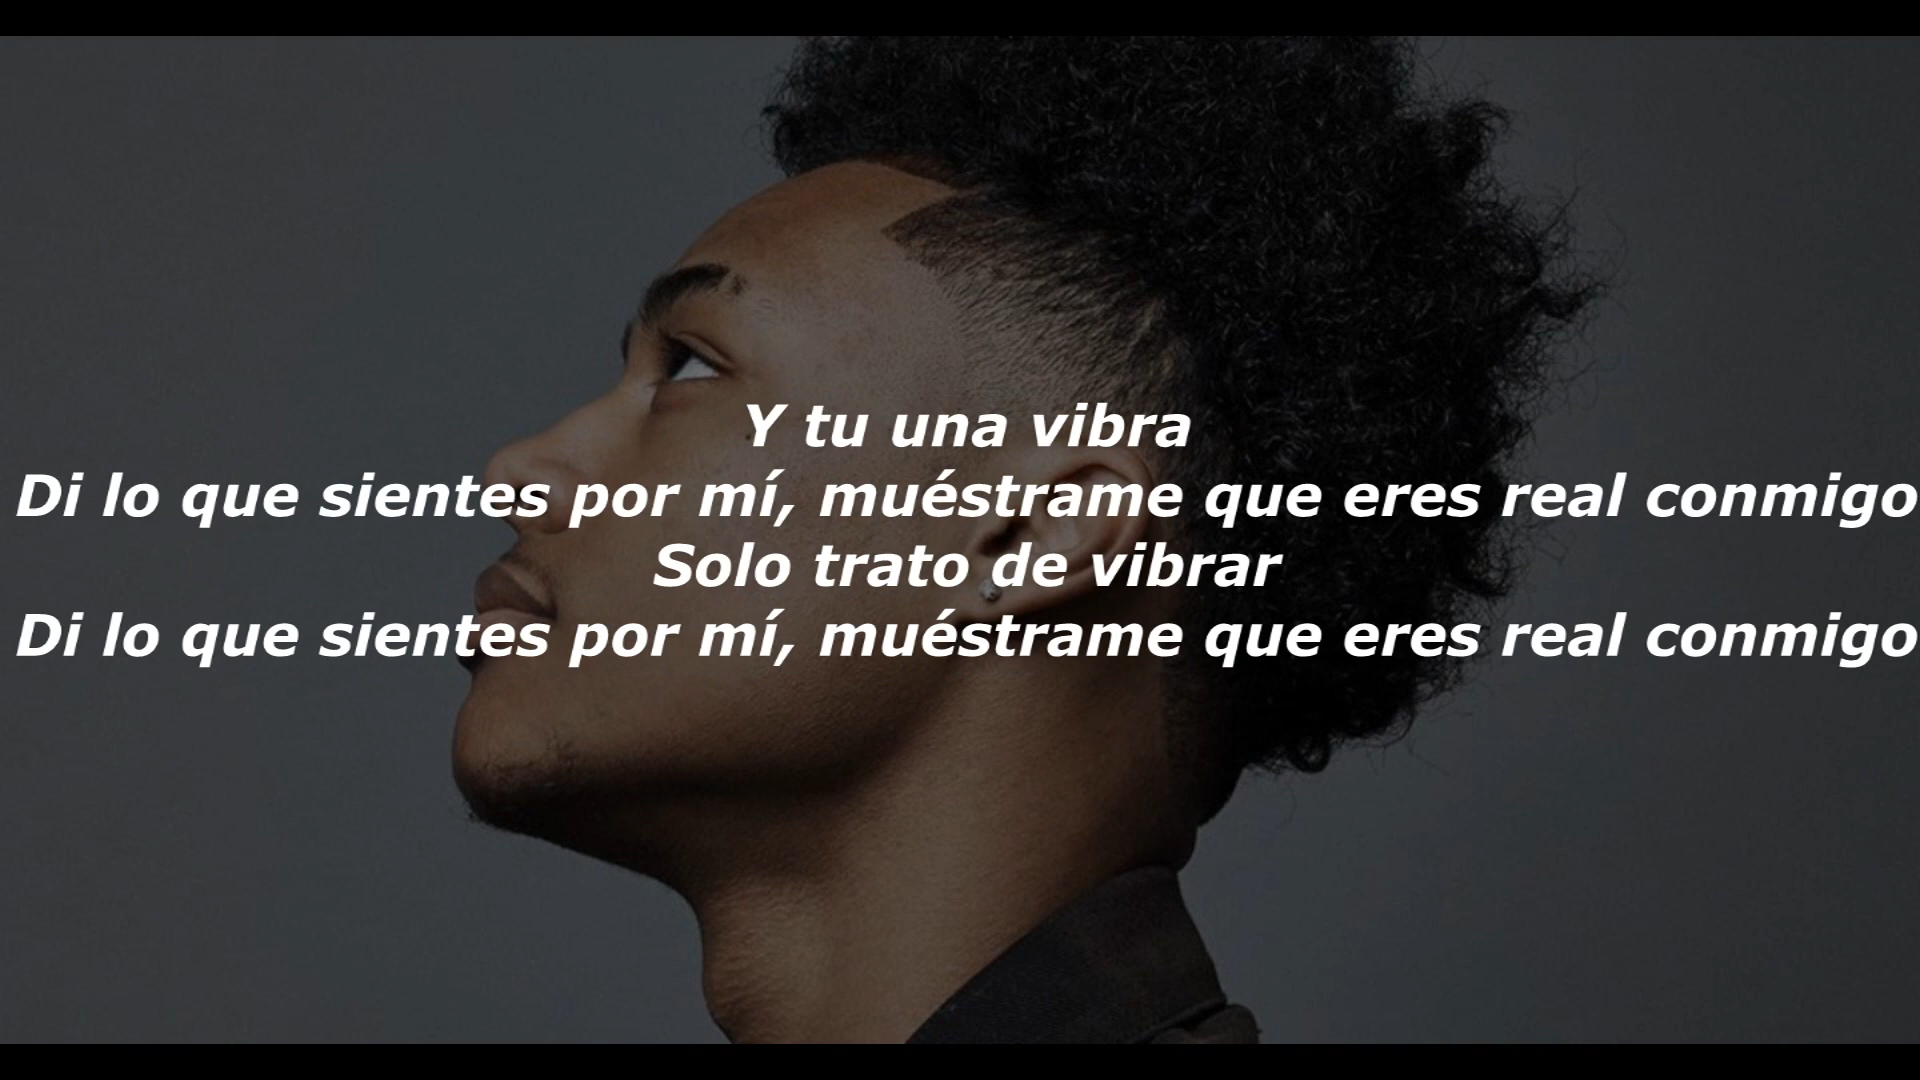 Y tu una vibra
Di lo que sientes por mí, muéstrame que eres real conmigo
Solo trato de vibrar
Di lo que sientes por mí, muéstrame que eres real conmigo